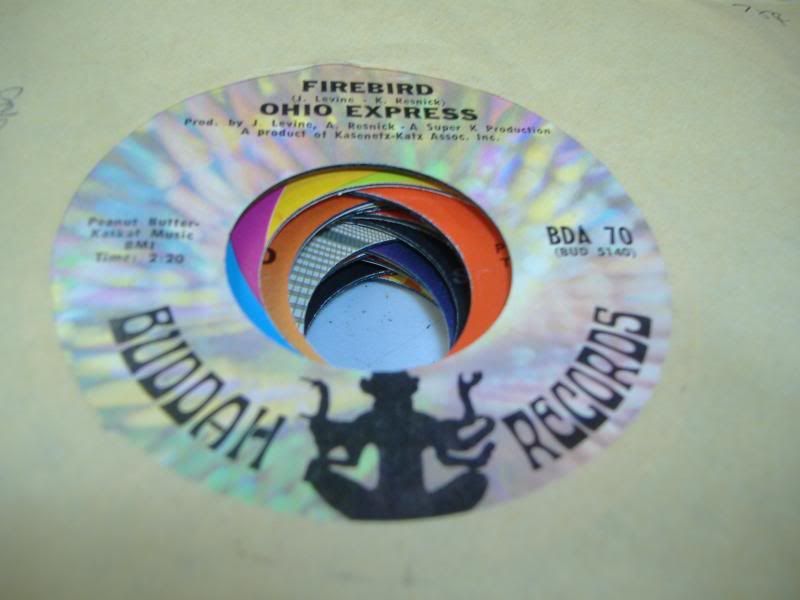 FIREBIRD
(J. Levine - K. Resnick)
OHIO EXPRESS
Prod. by J. Levine, A. Resnick - A Super K Production
A product of Kasenetz-Katz Assoc. Inc.
Peanut Butter-
Kaskat Music
BMI
Time: 2:20
BDA 70
(BUD 5140)
BUDDAH RECORDS